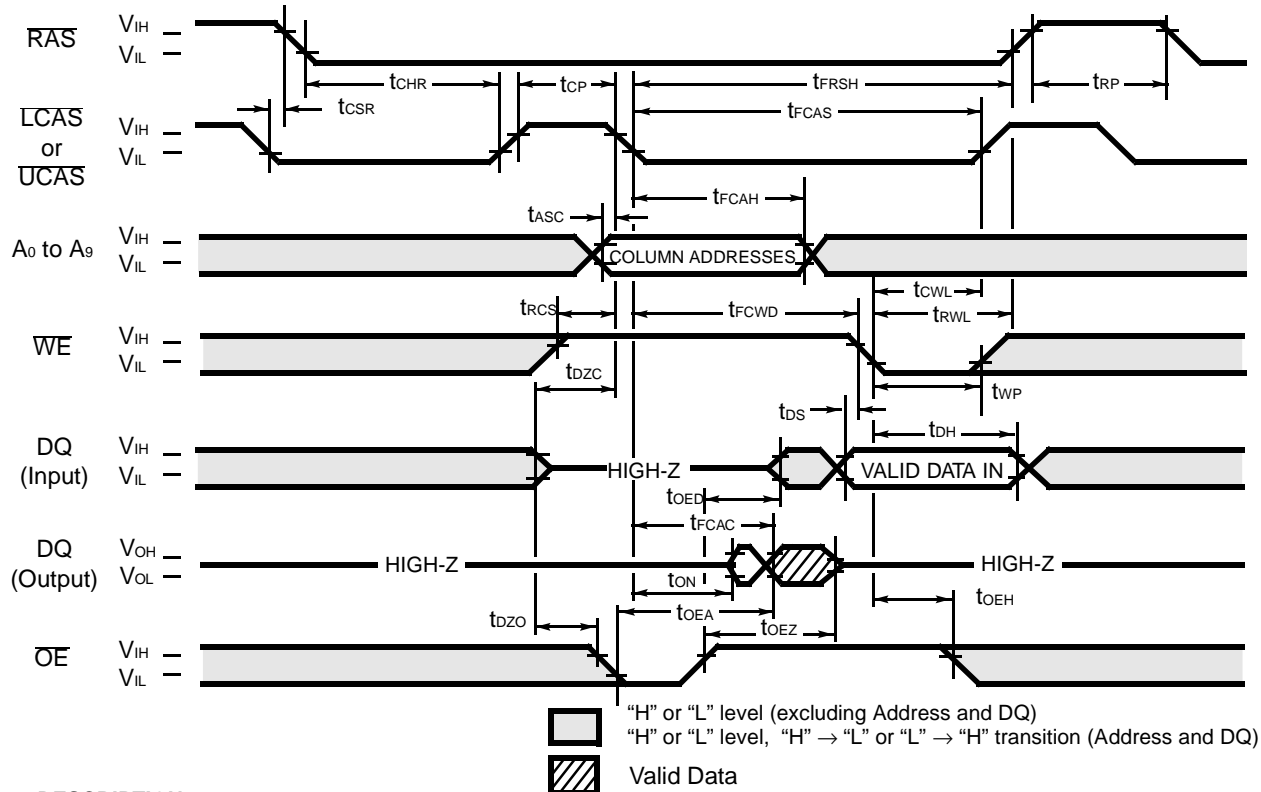 RAS
VIH
VIL
tCHR
tCP
tFRSH
tRP
tCSR
tFCAS
LCAS
or
UCAS
VIH
VIL
tFCAH
tASC
A0 to A9
VIH
VIL
COLUMN ADDRESSES
tCWL
tRCS
tFCWD
tRWL
WE
VIH
VIL
tDZC
tWP
tDS
tDH
DQ
(Input)
VIH
VIL
HIGH-Z
VALID DATA IN
tOED
tFCAC
DQ
(Output)
VOH
VOL
HIGH-Z
HIGH-Z
tON
tOEH
tOEA
tDZO
tOEZ
OE
VIH
VIL
“H” or “L” level (excluding Address and DQ)
“H” or “L” level, “H” → “L” or “L” → “H” transition (Address and DQ)
Valid Data